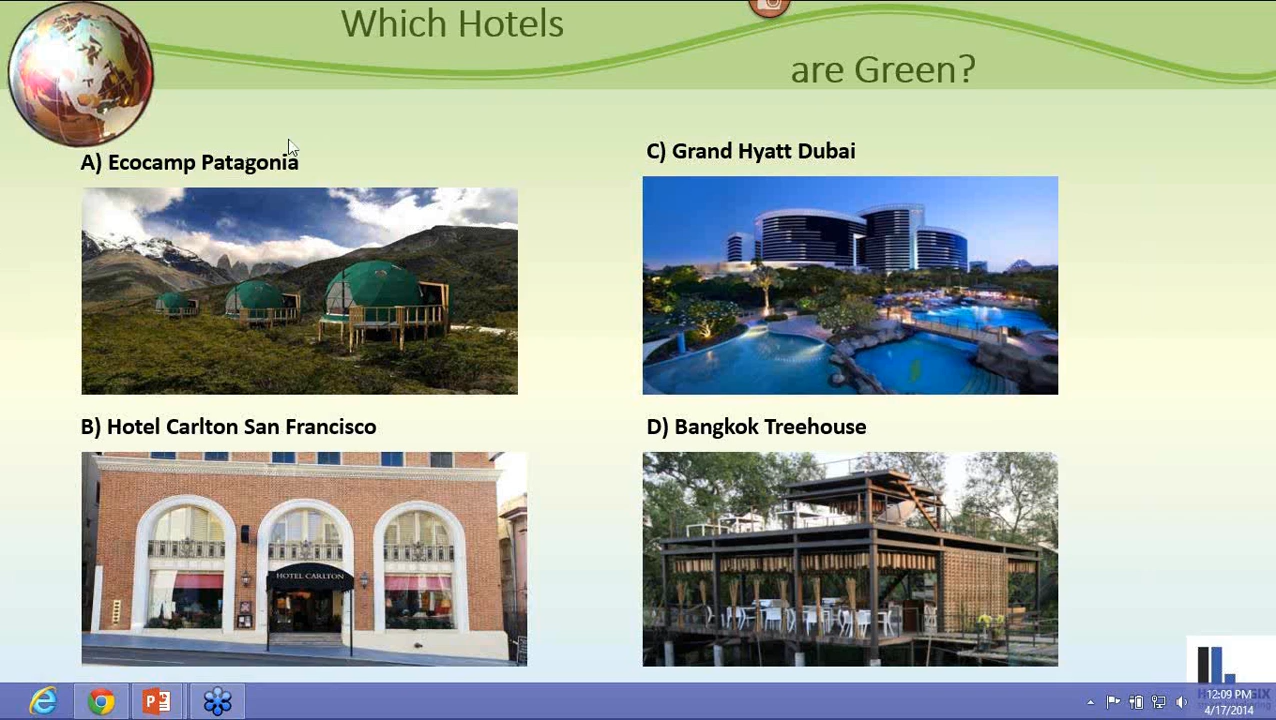 Which Hotels
are Green?
A) Ecocamp Patagonia
C) Grand Hyatt Dubai
B) Hotel Carlton San Francisco
D) Bangkok Treehouse
HOTEL CARLTON
12:09 PM
4/17/2014